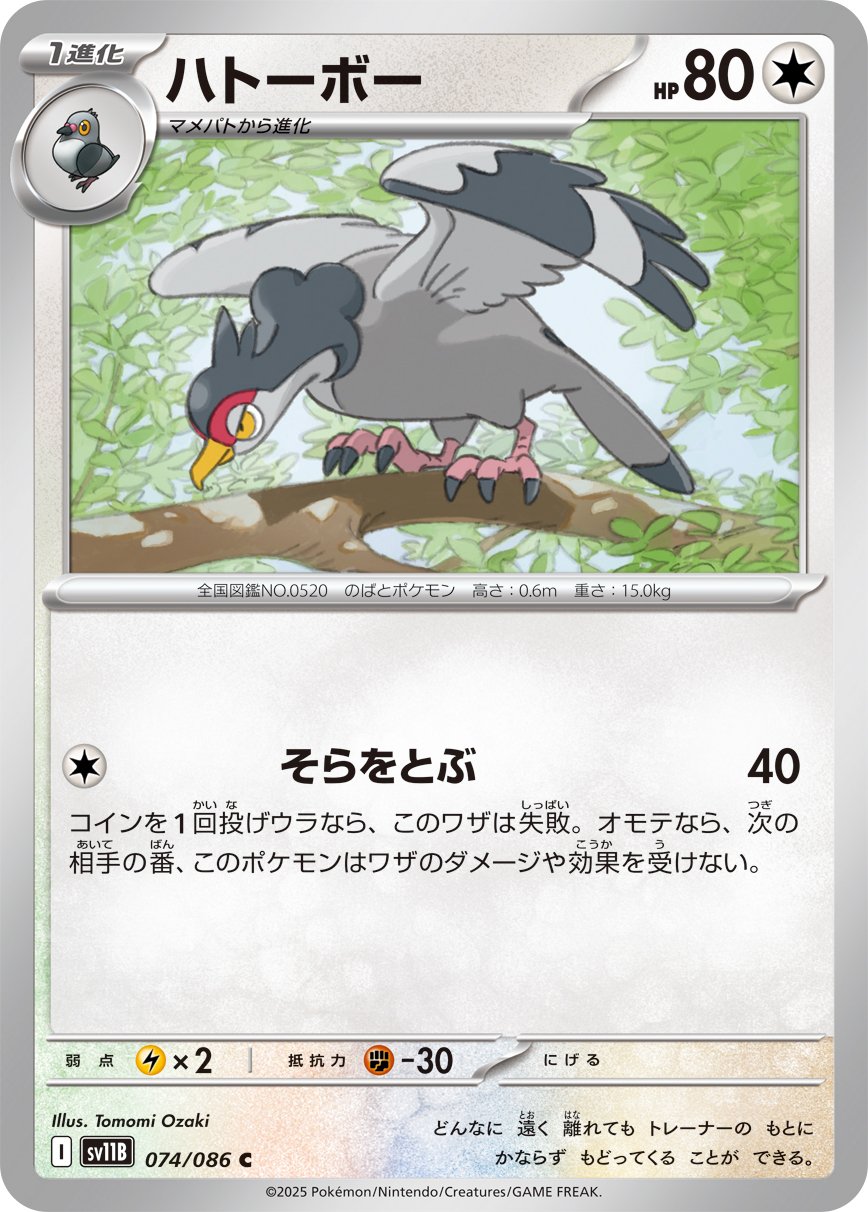 1進化
ハトーボー
HP 80
マメパトから進化
全国図鑑NO.0520 のばとポケモン 高さ:0.6m 重さ:15.0kg
そらをとぶ 40
コインを1回投げウラなら、このワザは失敗。オモテなら、次の
相手の番、このポケモンはワザのダメージや効果を受けない。
弱点 ×2 抵抗力 -30 にげる
Illus. Tomomi Ozaki
I sv11B 074/086 C
どんなに 遠く 離れても トレーナーの もとに
かならず もどってくる ことが できる。
©2025 Pokémon/Nintendo/Creatures/GAME FREAK.